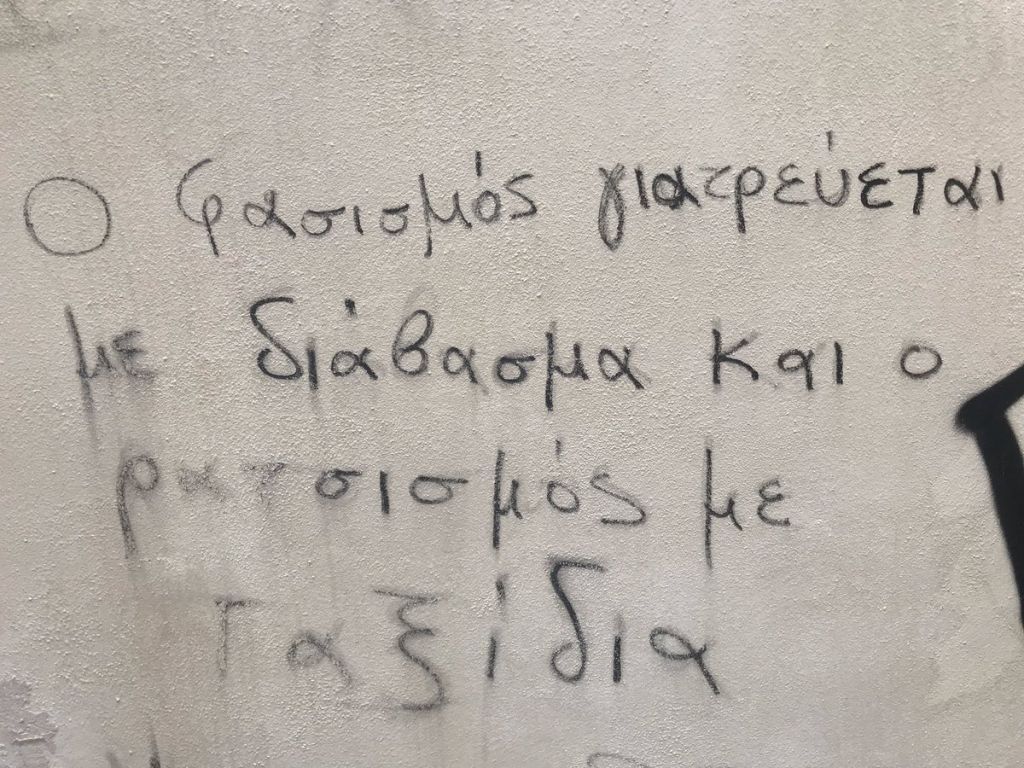 Ο φασισμός γιατρεύεται
με διάβασμα και ο
ρατσισμός με
ταξίδια